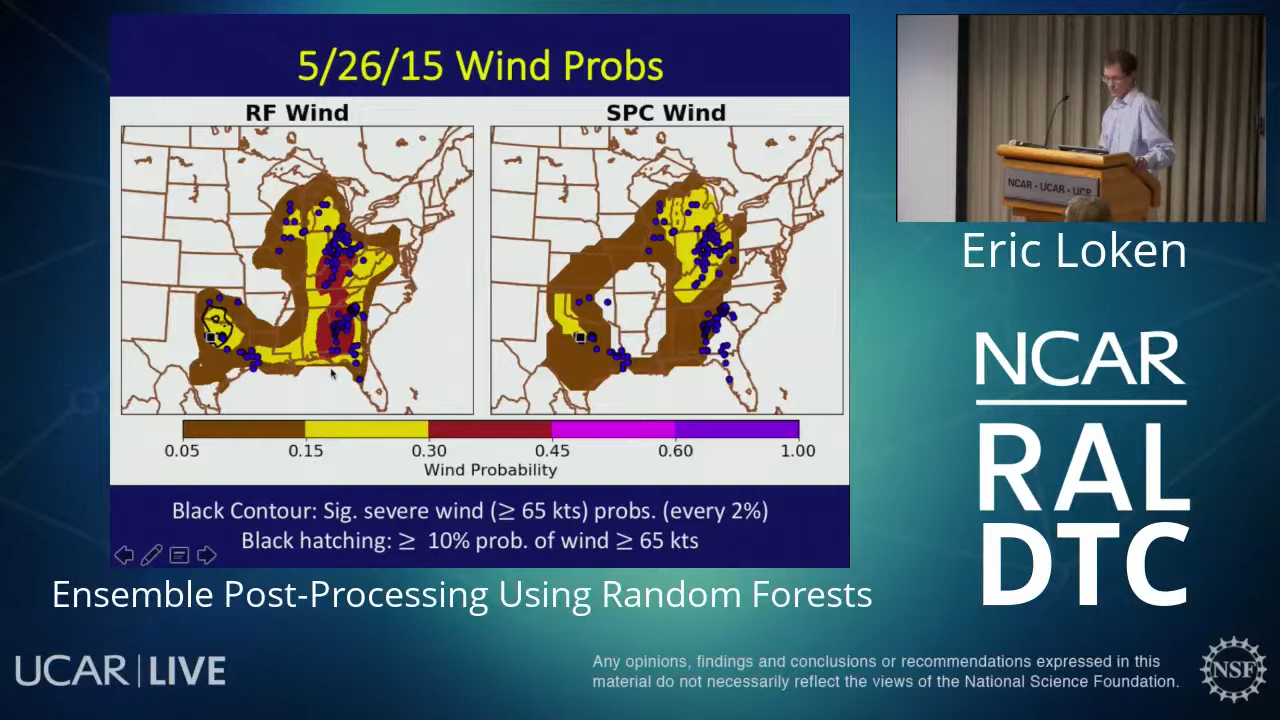 5/26/15 Wind Probs
RF Wind
SPC Wind
0.05 0.15 0.30 0.45 0.60 1.00
Wind Probability
Black Contour: Sig. severe wind (≥ 65 kts) probs. (every 2%)
Black hatching: ≥ 10% prob. of wind ≥ 65 kts
NCAR • UCAR • UCP
Eric Loken
NCAR
RAL
DTC
Ensemble Post-Processing Using Random Forests
UCAR | LIVE
Any opinions, findings and conclusions or recommendations expressed in this
material do not necessarily reflect the views of the National Science Foundation.
NSF